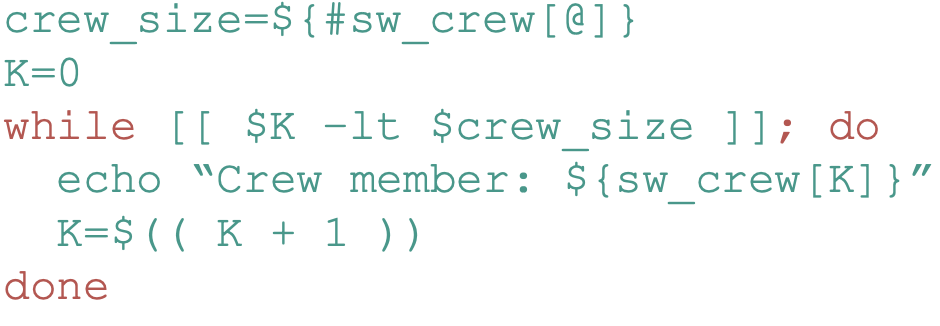 crew_size=${#sw_crew[@]}
K=0
while [[ $K -lt $crew_size ]]; do
  echo “Crew member: ${sw_crew[K]}”
  K=$(( K + 1 ))
done